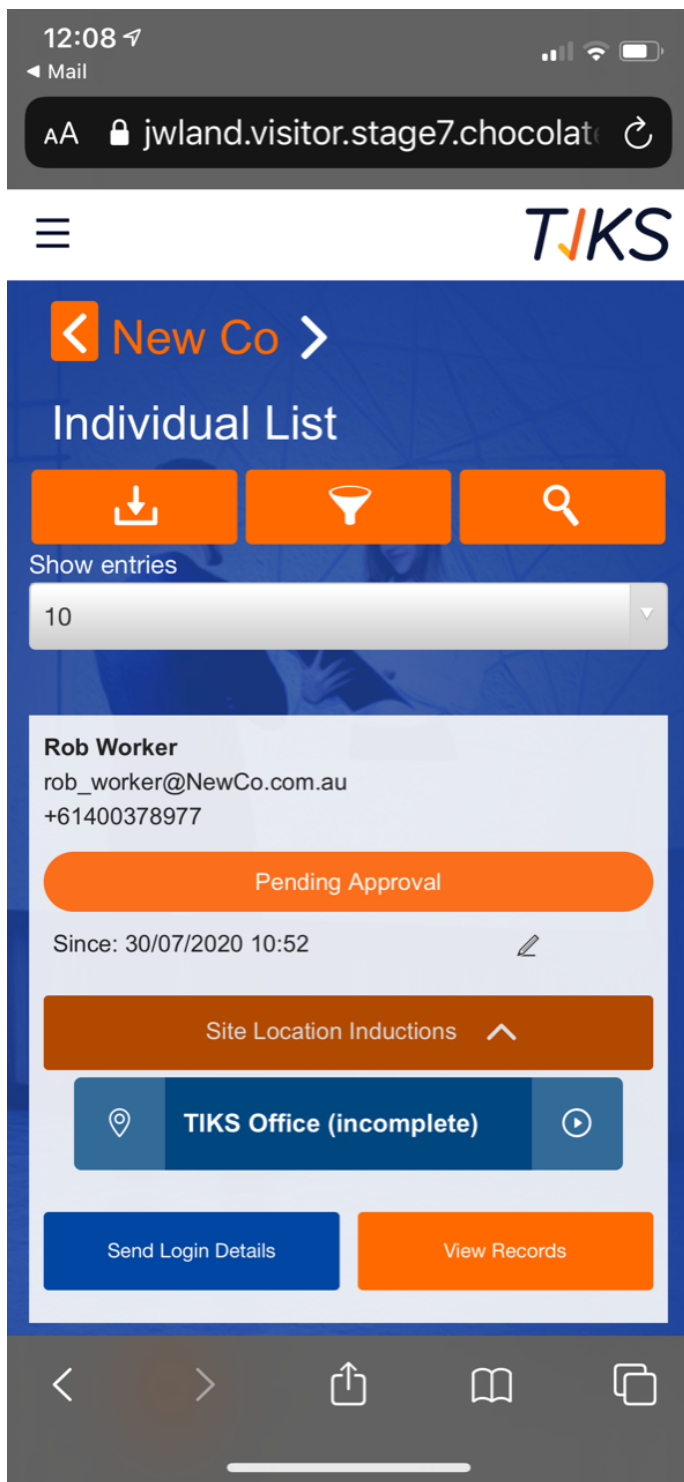 12:08
Mail
AA jwland.visitor.stage7.chocolat
TIKS
New Co
Individual List
Show entries
10
Rob Worker
rob_worker@NewCo.com.au
+61400378977
Pending Approval
Since: 30/07/2020 10:52
Site Location Inductions
TIKS Office (incomplete)
Send Login Details
View Records